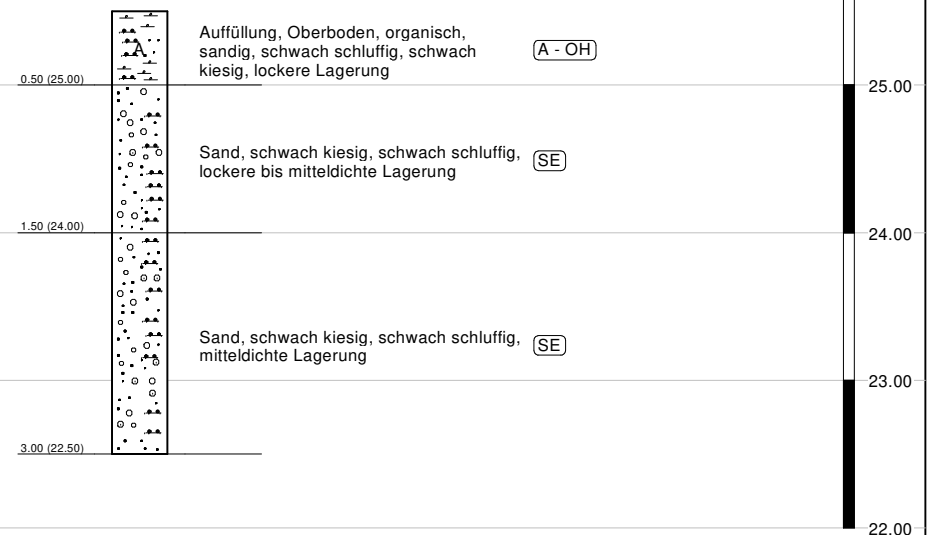 Auffüllung, Oberboden, organisch,
sandig, schwach schluffig, schwach
kiesig, lockere Lagerung
A - OH
A
0.50 (25.00)
25.00
Sand, schwach kiesig, schwach schluffig,
lockere bis mitteldichte Lagerung
SE
1.50 (24.00)
24.00
Sand, schwach kiesig, schwach schluffig,
mitteldichte Lagerung
SE
23.00
3.00 (22.50)
22.00